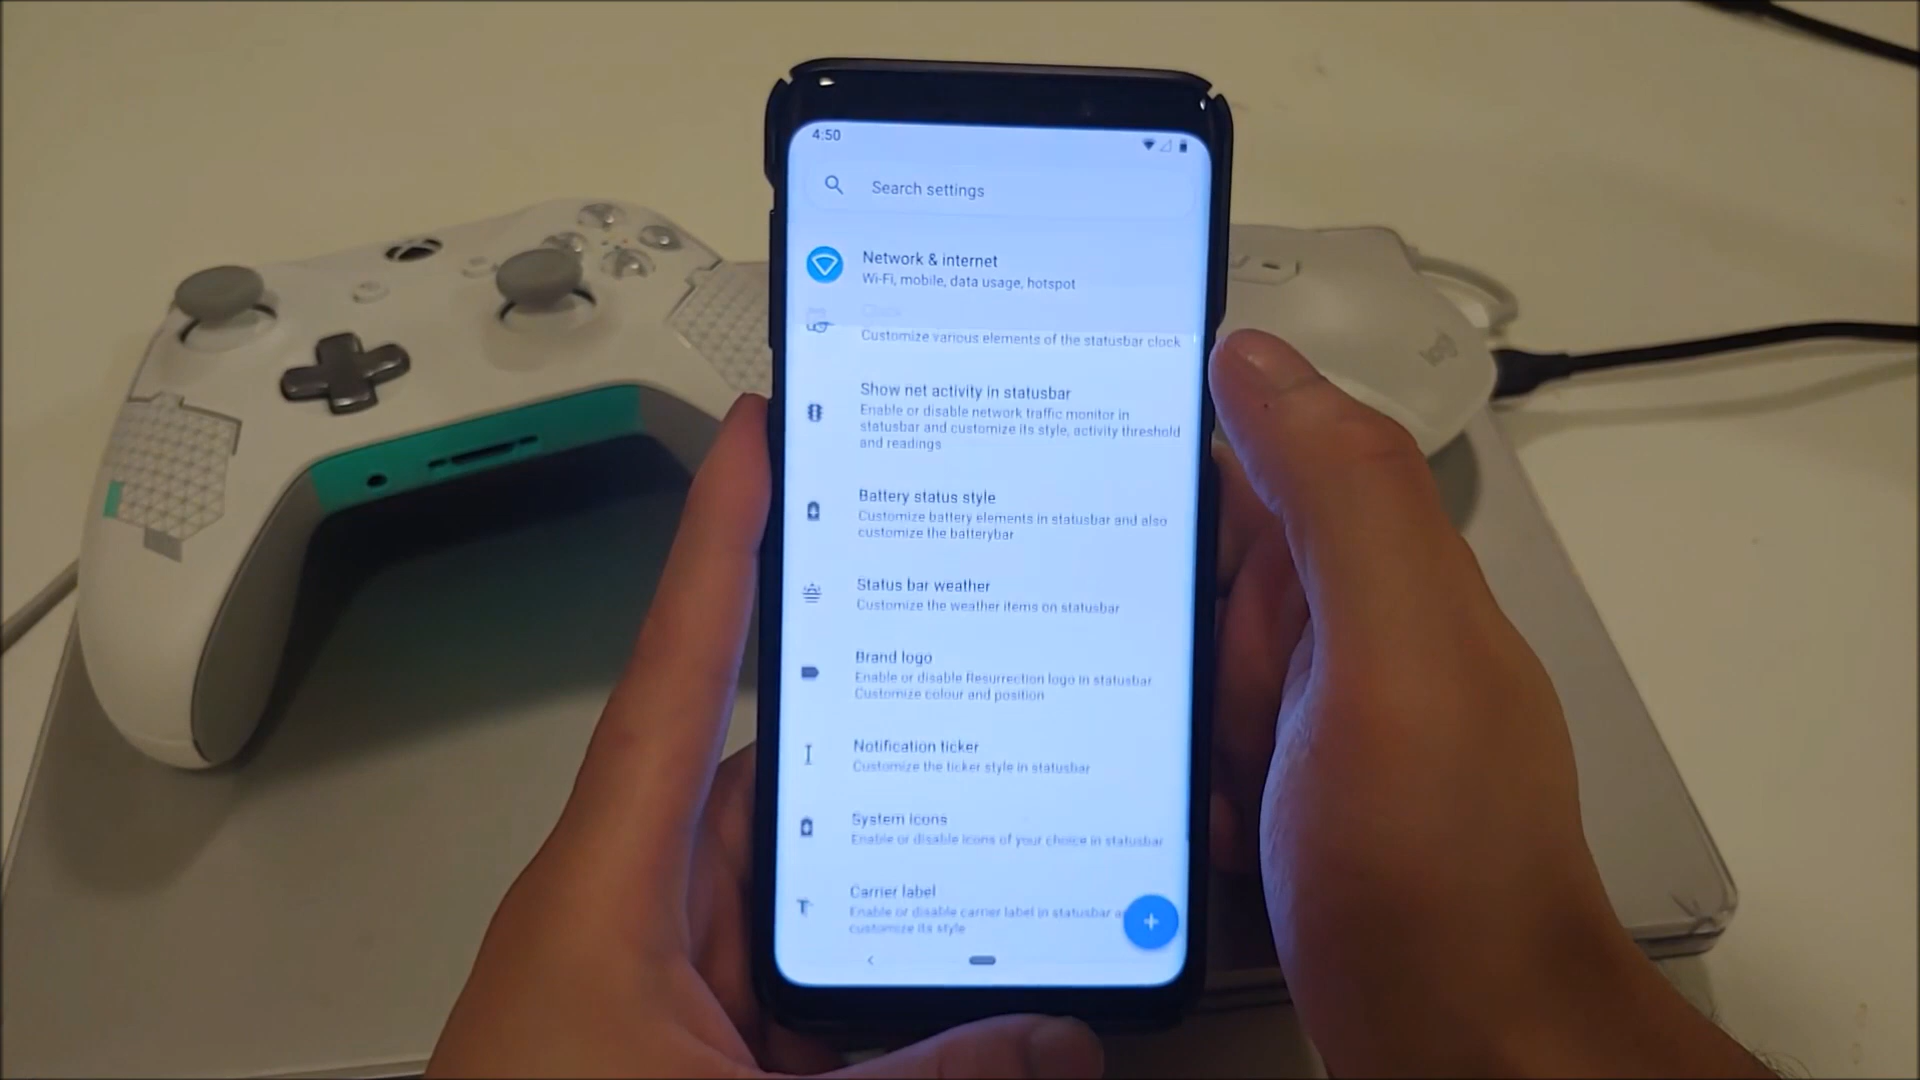 4:50
Search settings
Network & internet
Wi-Fi, mobile, data usage, hotspot
Customize various elements of the statusbar clock
Show net activity in statusbar
Enable or disable network traffic monitor in
statusbar and customize its style, activity threshold
and readings
Battery status style
Customize battery elements in statusbar and also
customize the batterybar
Status bar weather
Customize the weather items on statusbar
Brand logo
Enable or disable Resurrection logo in statusbar
Customize colour and position
Notification ticker
Customize the ticker style in statusbar
System icons
Enable or disable icons of your choice in statusbar
Carrier label
Enable or disable carrier label in statusbar a
customize its style